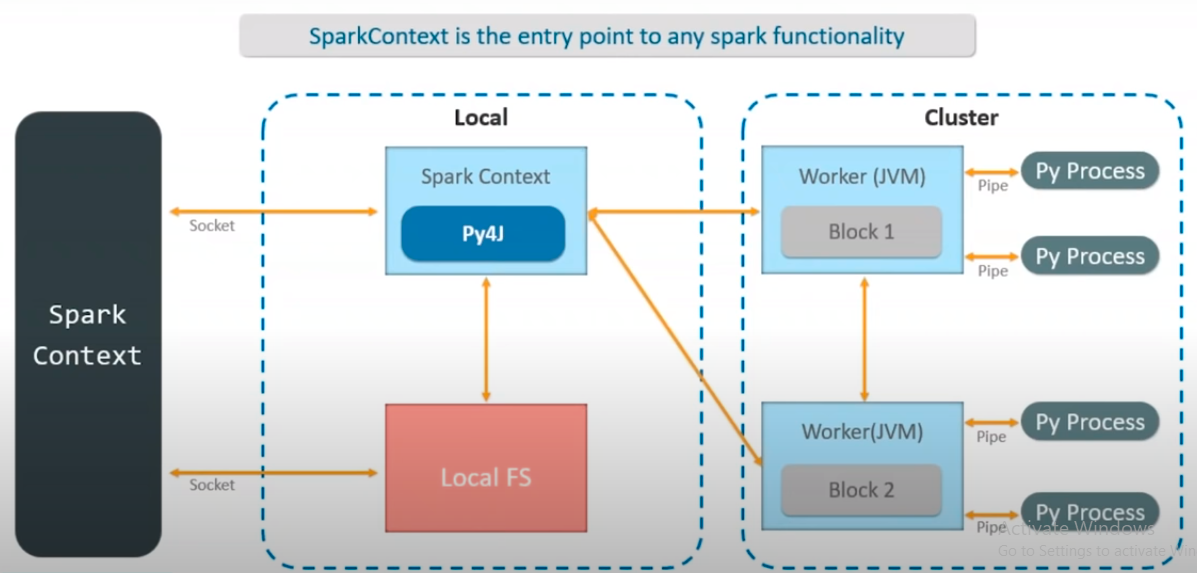 SparkContext is the entry point to any spark functionality
Local
Cluster
Spark
Context
Socket
Socket
Spark Context
Py4J
Local FS
Worker (JVM)
Block 1
Pipe
Py Process
Pipe
Py Process
Worker(JVM)
Block 2
Pipe
Py Process
Pipe
Py Process
Activate Windows
Go to Settings to activate Win